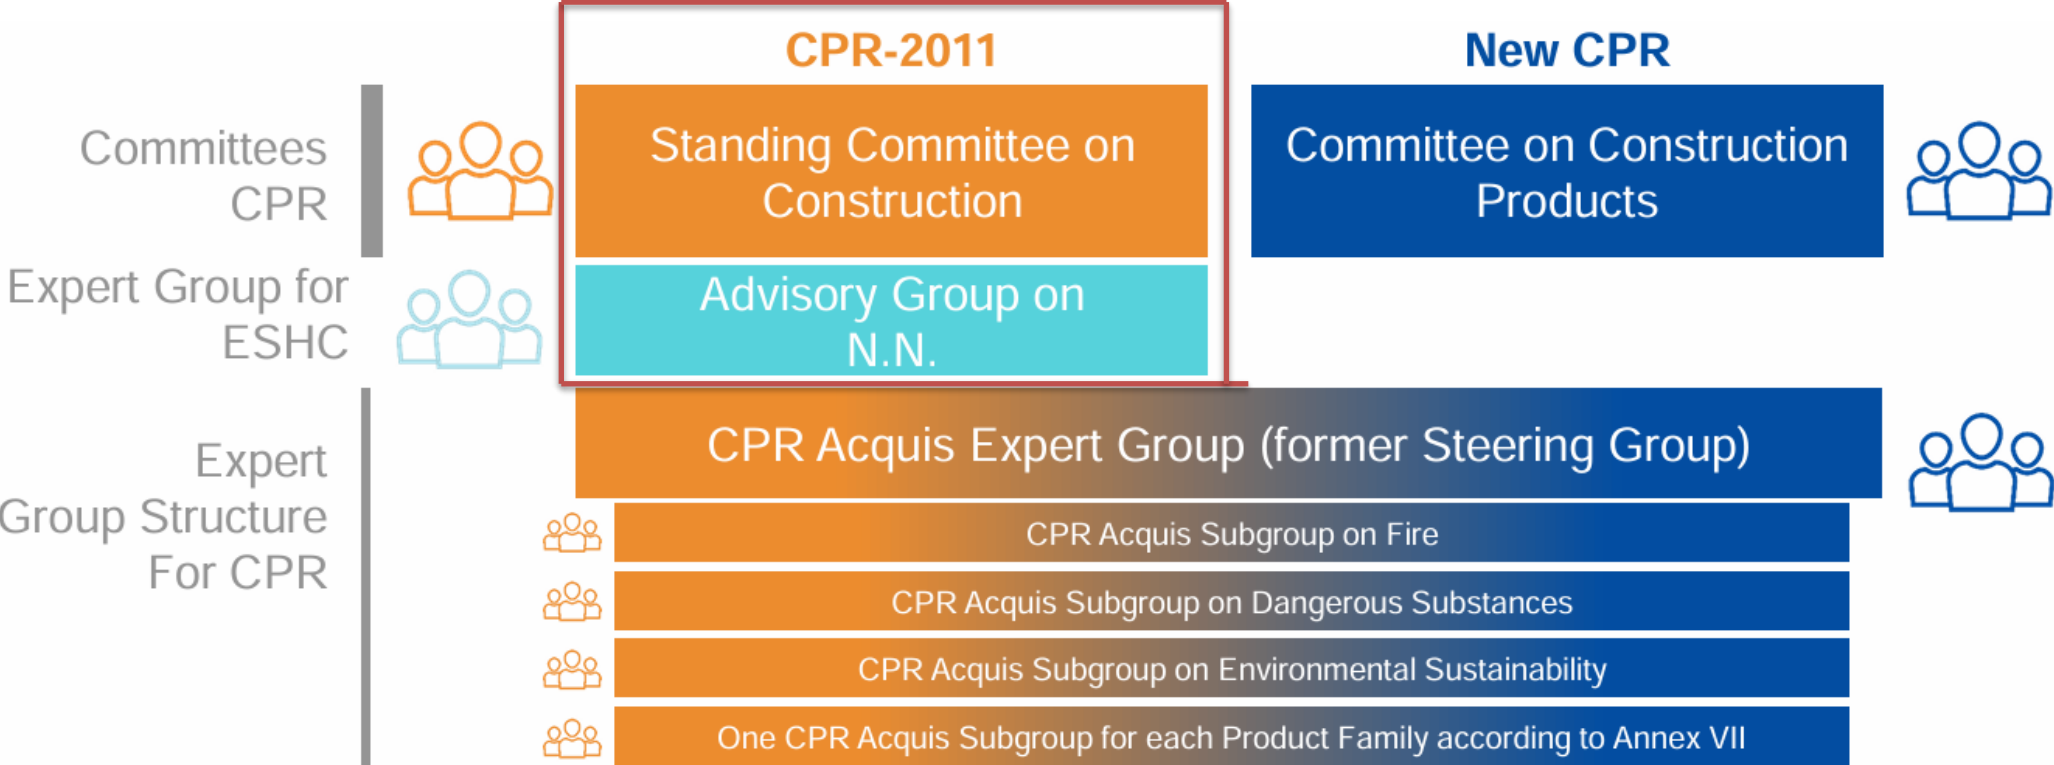 CPR-2011
New CPR
Committees
CPR
Standing Committee on
Construction
Committee on Construction
Products
Expert Group for
ESHC
Advisory Group on
N.N.
Expert
Group Structure
For CPR
CPR Acquis Expert Group (former Steering Group)
CPR Acquis Subgroup on Fire
CPR Acquis Subgroup on Dangerous Substances
CPR Acquis Subgroup on Environmental Sustainability
One CPR Acquis Subgroup for each Product Family according to Annex VII